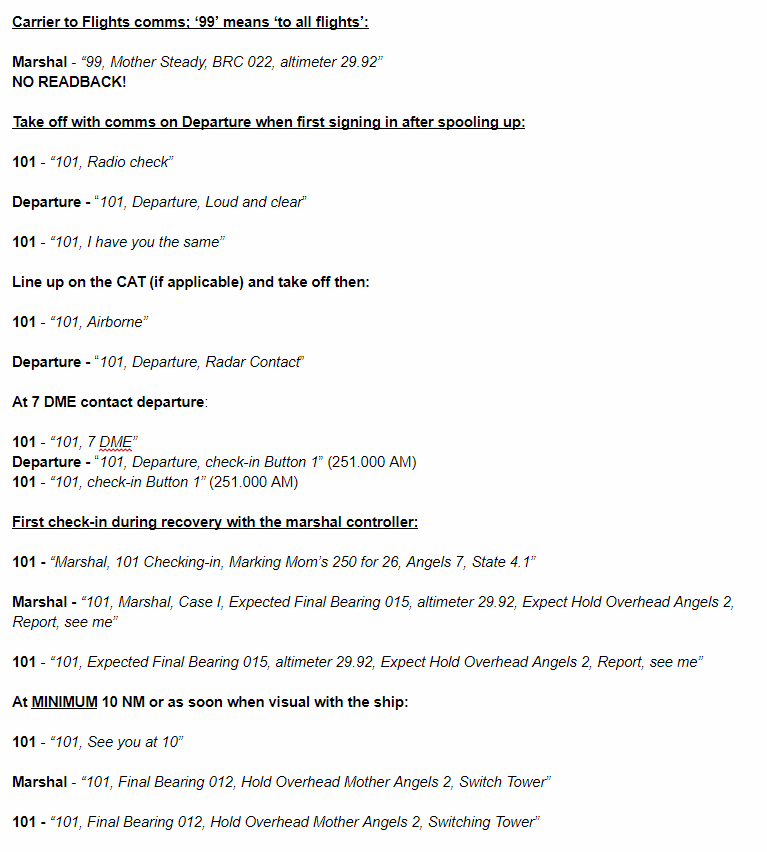 Carrier to Flights comms; ‘99’ means ‘to all flights’:
Marshal - “99, Mother Steady, BRC 022, altimeter 29.92”
NO READBACK!
Take off with comms on Departure when first signing in after spooling up:
101 - “101, Radio check”
Departure - “101, Departure, Loud and clear”
101 - “101, I have you the same”
Line up on the CAT (if applicable) and take off then:
101 - “101, Airborne”
Departure - “101, Departure, Radar Contact”
At 7 DME contact departure:
101 - “101, 7 DME”
Departure - “101, Departure, check-in Button 1” (251.000 AM)
101 - “101, check-in Button 1” (251.000 AM)
First check-in during recovery with the marshal controller:
101 - “Marshal, 101 Checking-in, Marking Mom’s 250 for 26, Angels 7, State 4.1”
Marshal - “101, Marshal, Case I, Expected Final Bearing 015, altimeter 29.92, Expect Hold Overhead Angels 2,
Report, see me”
101 - “101, Expected Final Bearing 015, altimeter 29.92, Expect Hold Overhead Angels 2, Report, see me”
At MINIMUM 10 NM or as soon when visual with the ship:
101 - “101, See you at 10”
Marshal - “101, Final Bearing 012, Hold Overhead Mother Angels 2, Switch Tower”
101 - “101, Final Bearing 012, Hold Overhead Mother Angels 2, Switching Tower”